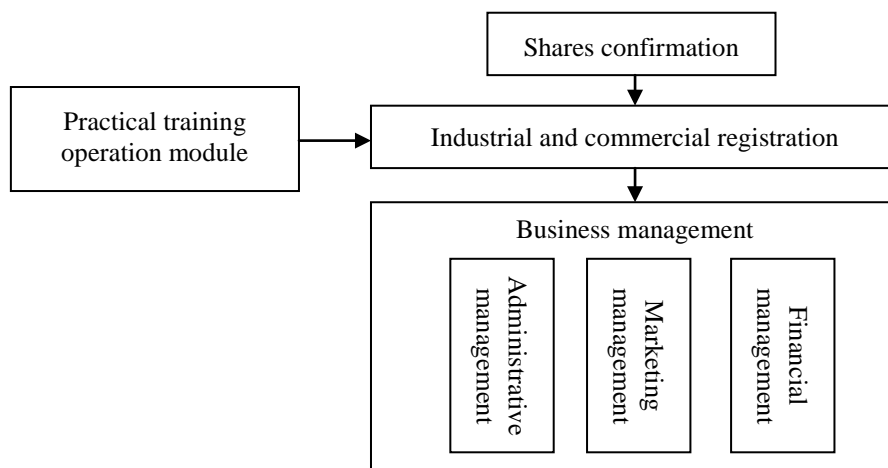 Shares confirmation
Practical training
operation module
Industrial and commercial registration
Business management
Administrative
management
Marketing
management
Financial
management